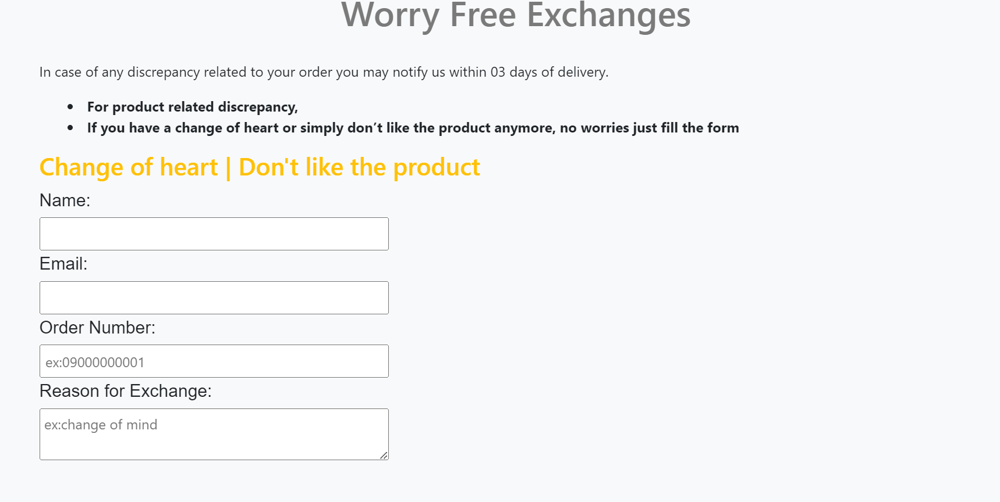 Worry Free Exchanges
In case of any discrepancy related to your order you may notify us within 03 days of delivery.
• For product related discrepancy,
• If you have a change of heart or simply don’t like the product anymore, no worries just fill the form
Change of heart | Don't like the product
Name:
Email:
Order Number:
ex:09000000001
Reason for Exchange:
ex:change of mind